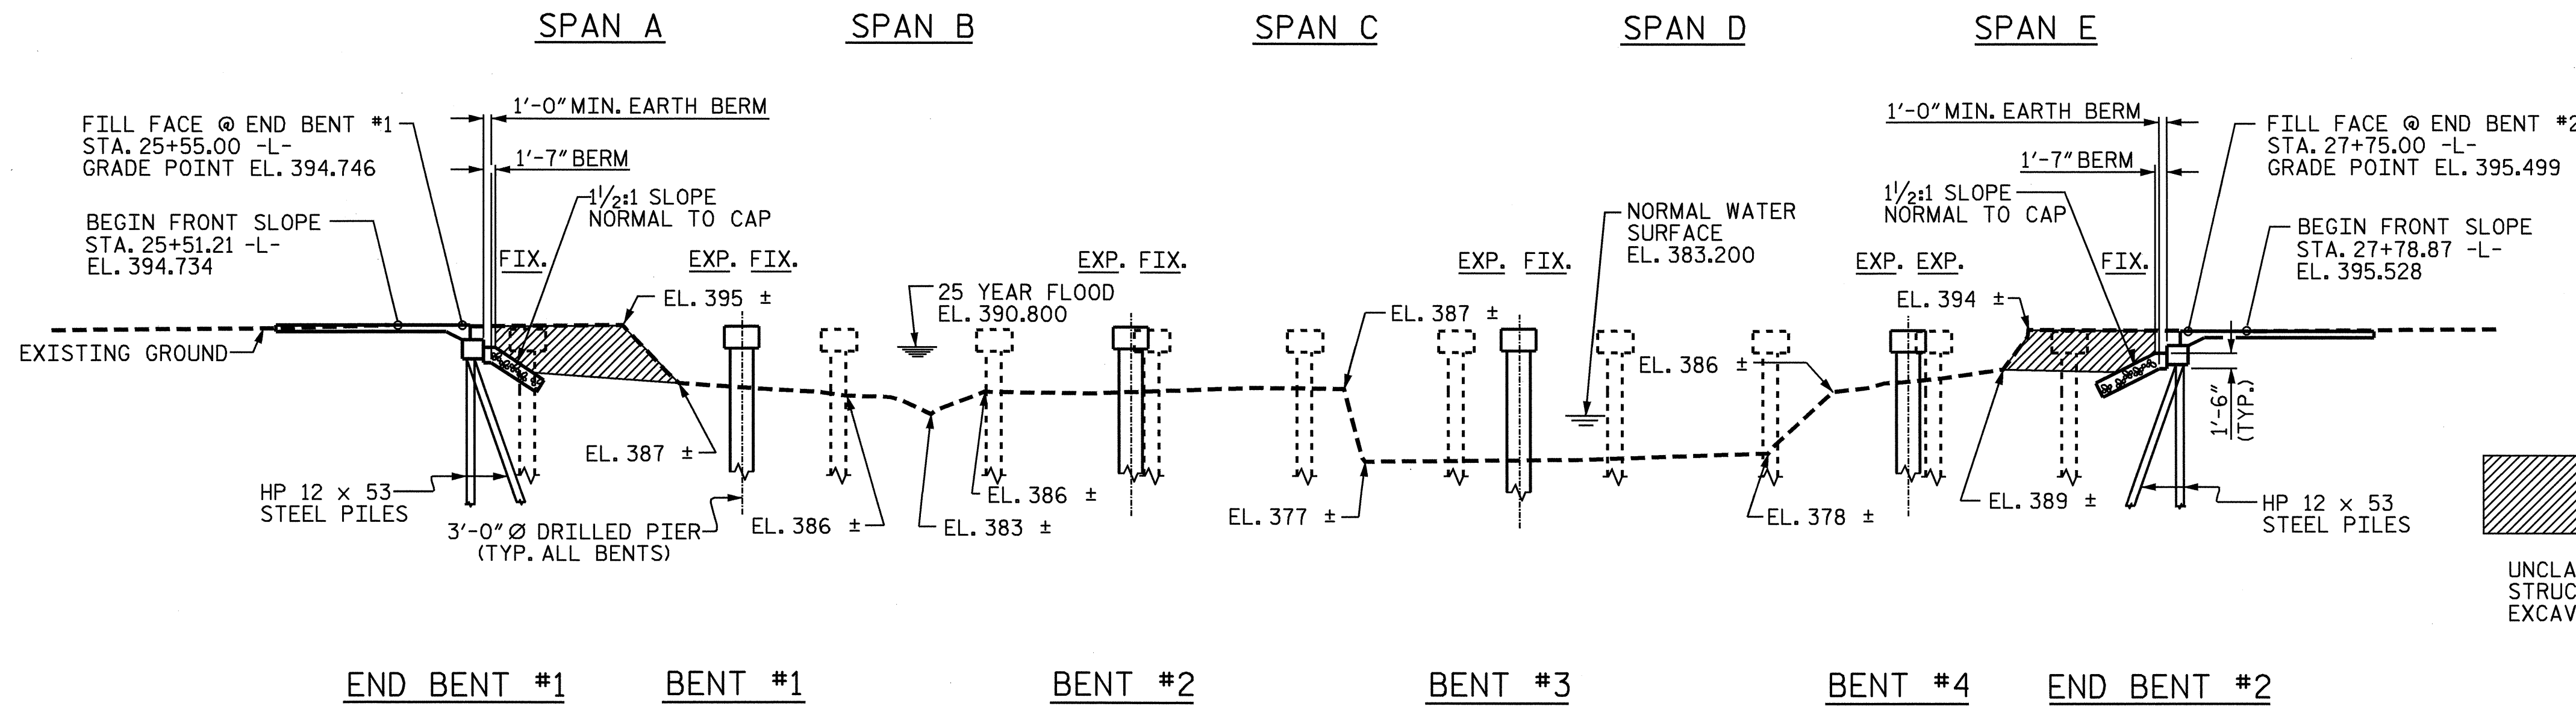 SPAN A
SPAN B
SPAN C
SPAN D
SPAN E
1'-0" MIN. EARTH BERM
1'-7" BERM
FILL FACE @ END BENT #1
STA. 25+55.00 -L-
GRADE POINT EL. 394.746
BEGIN FRONT SLOPE
STA. 25+51.21 -L-
EL. 394.734
1 1/2:1 SLOPE
NORMAL TO CAP
FIX.
EXP. FIX.
EL. 395 ±
25 YEAR FLOOD
EL. 390.800
EXP. FIX.
EL. 387 ±
EXP. FIX.
NORMAL WATER
SURFACE
EL. 383.200
EL. 386 ±
EXP. EXP.
EL. 394 ±
FIX.
1'-0" MIN. EARTH BERM
1'-7" BERM
1 1/2:1 SLOPE
NORMAL TO CAP
FILL FACE @ END BENT #2
STA. 27+75.00 -L-
GRADE POINT EL. 395.499
BEGIN FRONT SLOPE
STA. 27+78.87 -L-
EL. 395.528
EXISTING GROUND
HP 12 x 53
STEEL PILES
EL. 387 ±
3'-0" Ø DRILLED PIER
(TYP. ALL BENTS)
EL. 386 ±
EL. 386 ±
EL. 383 ±
EL. 377 ±
EL. 378 ±
EL. 389 ±
1'-6"
(TYP.)
HP 12 x 53
STEEL PILES
UNCLA
STRUC
EXCAV
END BENT #1
BENT #1
BENT #2
BENT #3
BENT #4
END BENT #2